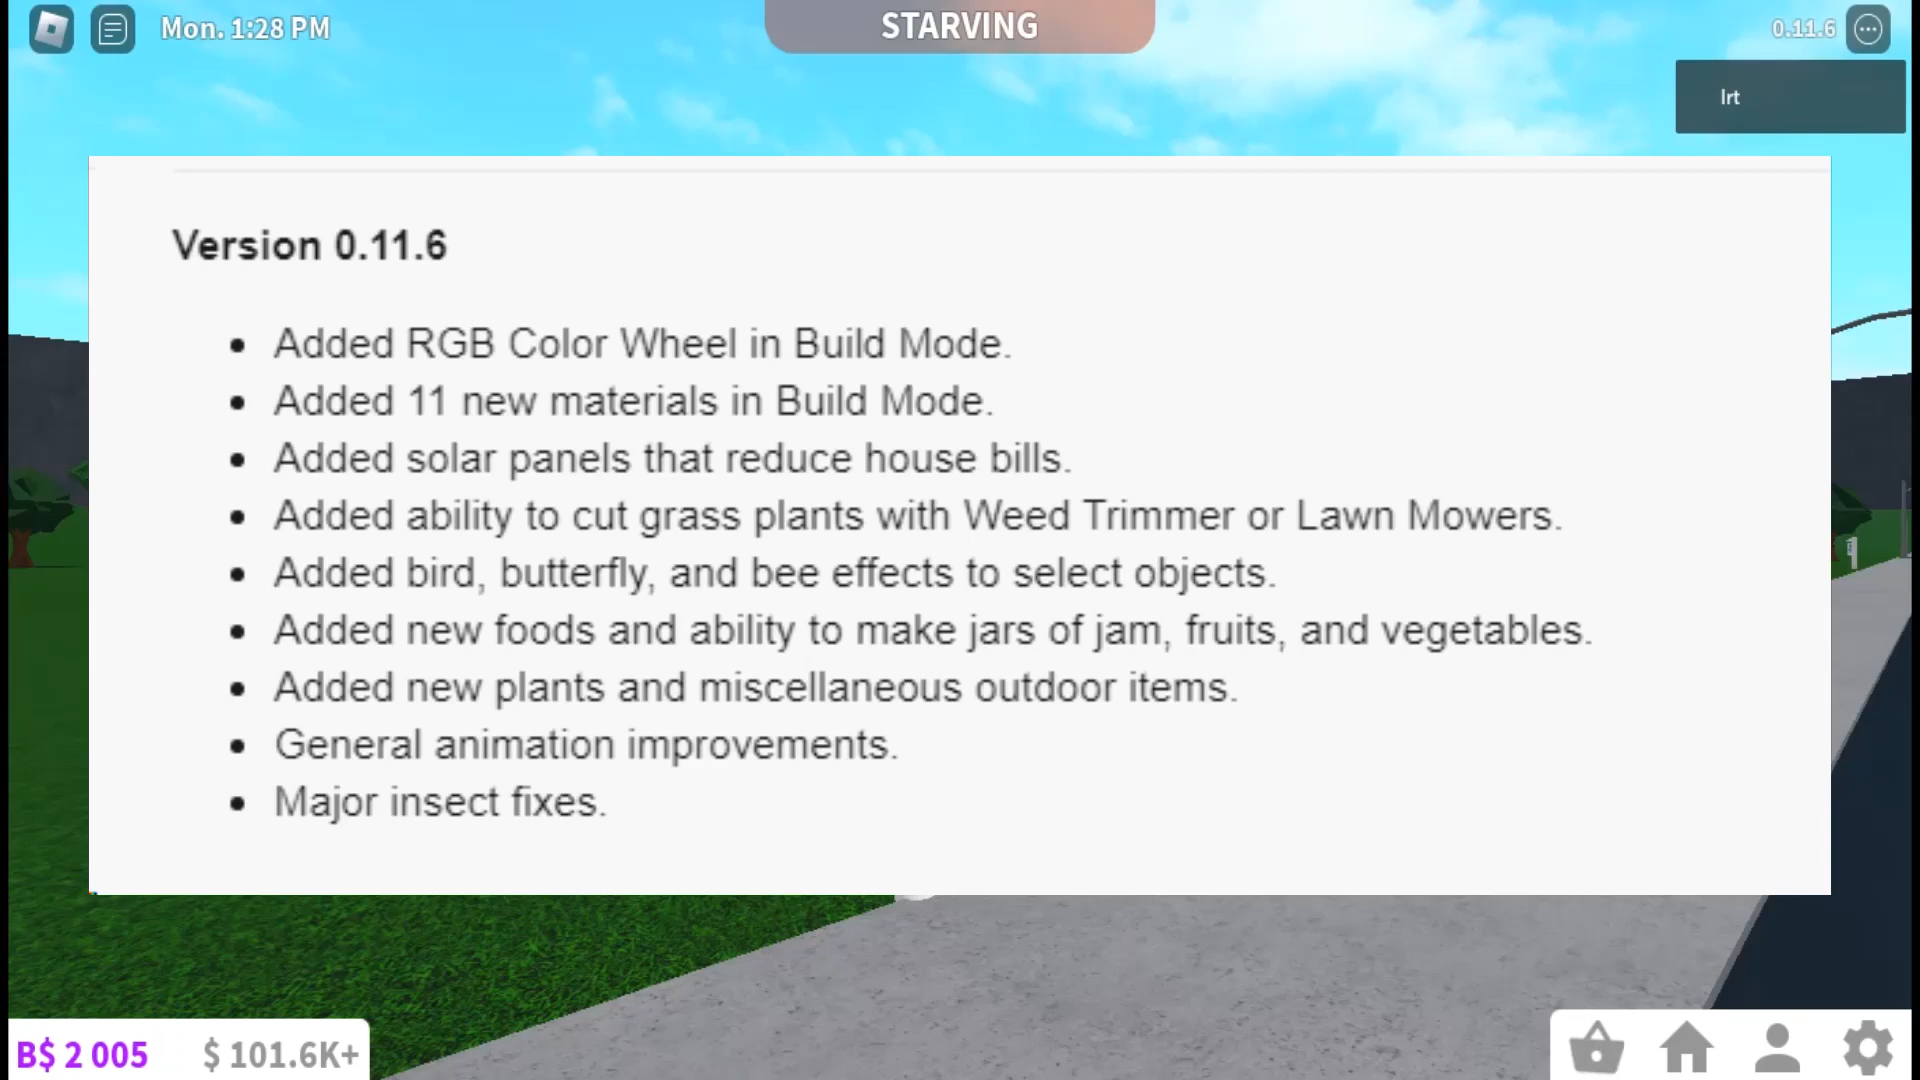 Mon. 1:28 PM
STARVING
0.11.6
lrt
Version 0.11.6
• Added RGB Color Wheel in Build Mode.
• Added 11 new materials in Build Mode.
• Added solar panels that reduce house bills.
• Added ability to cut grass plants with Weed Trimmer or Lawn Mowers.
• Added bird, butterfly, and bee effects to select objects.
• Added new foods and ability to make jars of jam, fruits, and vegetables.
• Added new plants and miscellaneous outdoor items.
• General animation improvements.
• Major insect fixes.
B$ 2 005
$ 101.6K+